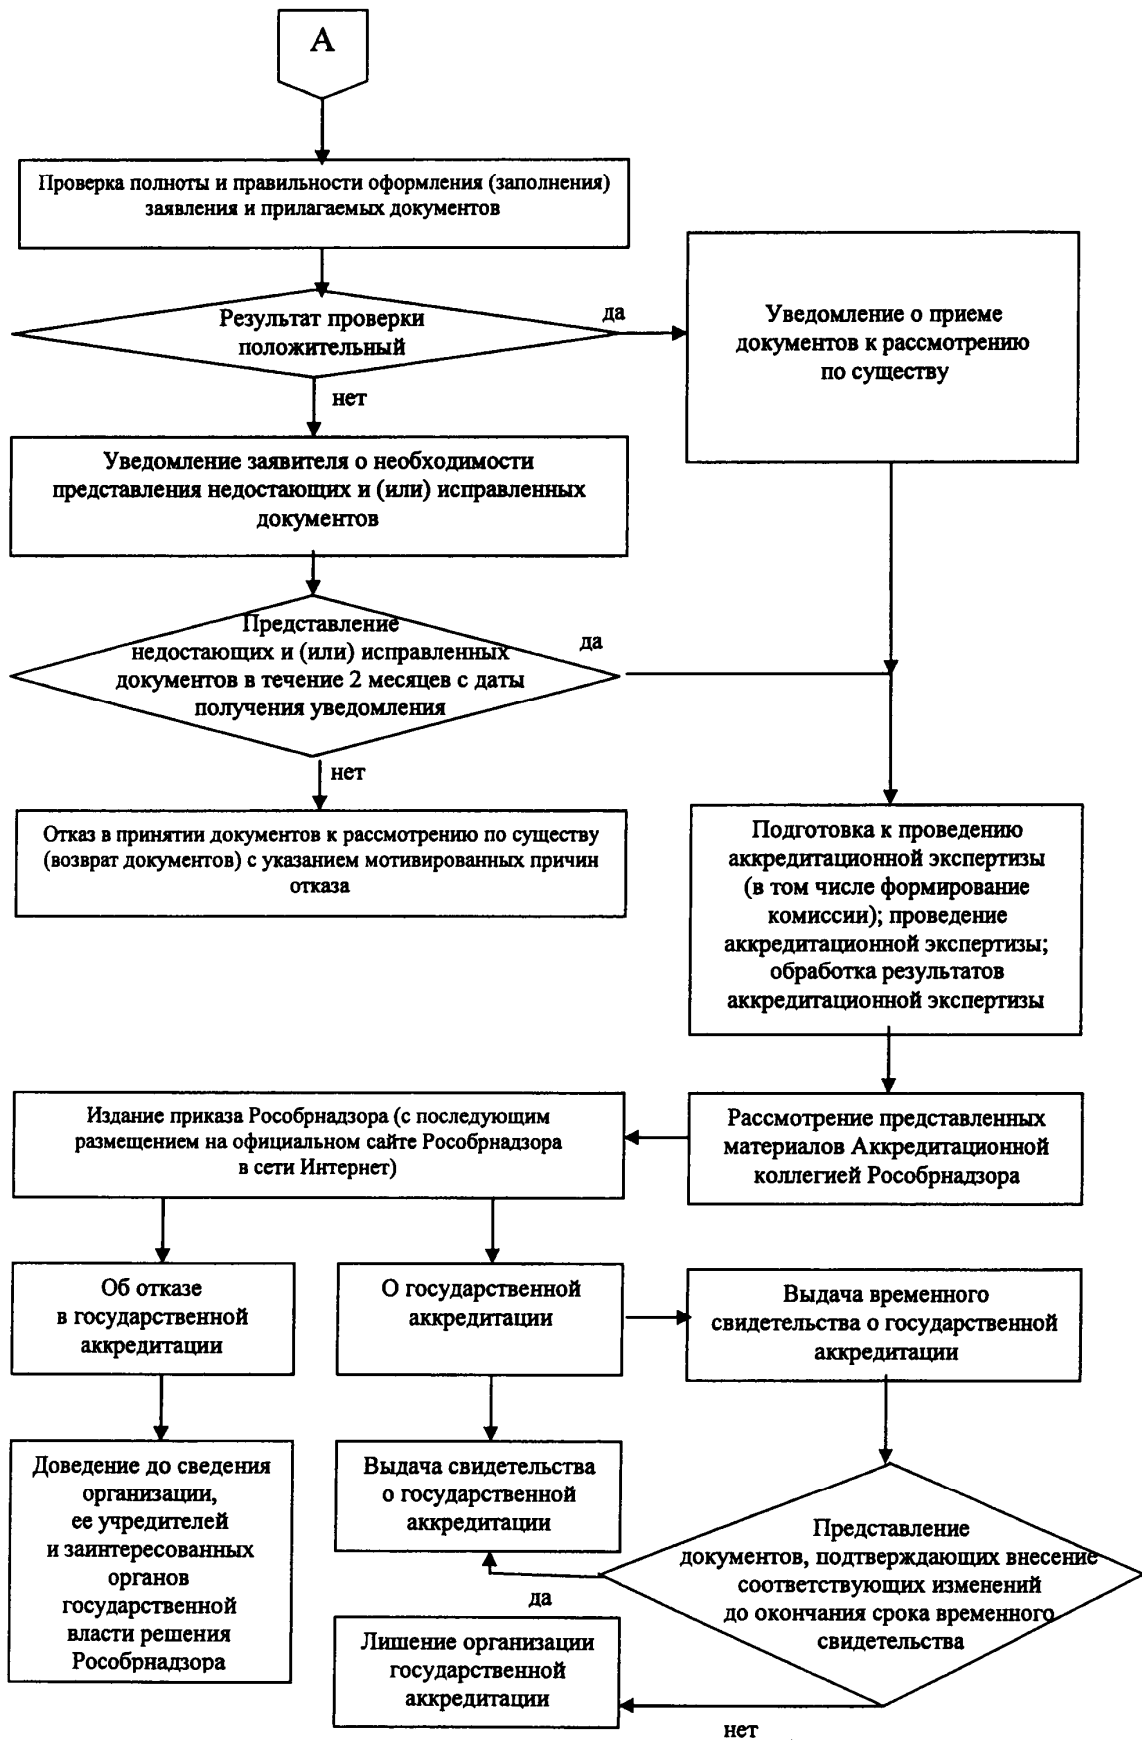 А
Проверка полноты и правильности оформления (заполнения)
заявления и прилагаемых документов
Результат проверки
положительный
да
Уведомление о приеме
документов к рассмотрению
по существу
нет
Уведомление заявителя о необходимости
представления недостающих и (или) исправленных
документов
Представление
недостающих и (или) исправленных
документов в течение 2 месяцев с даты
получения уведомления
да
нет
Отказ в принятии документов к рассмотрению по существу
(возврат документов) с указанием мотивированных причин
отказа
Подготовка к проведению
аккредитационной экспертизы
(в том числе формирование
комиссии); проведение
аккредитационной экспертизы;
обработка результатов
аккредитационной экспертизы
Издание приказа Рособрнадзора (с последующим
размещением на официальном сайте Рособрнадзора
в сети Интернет)
Рассмотрение представленных
материалов Аккредитационной
коллегией Рособрнадзора
Об отказе
в государственной
аккредитации
О государственной
аккредитации
Выдача временного
свидетельства о государственной
аккредитации
Доведение до сведения
организации,
ее учредителей
и заинтересованных
органов
государственной
власти решения
Рособрнадзора
Выдача свидетельства
о государственной
аккредитации
Представление
документов, подтверждающих внесение
соответствующих изменений
до окончания срока временного
свидетельства
да
Лишение организации
государственной
аккредитации
нет